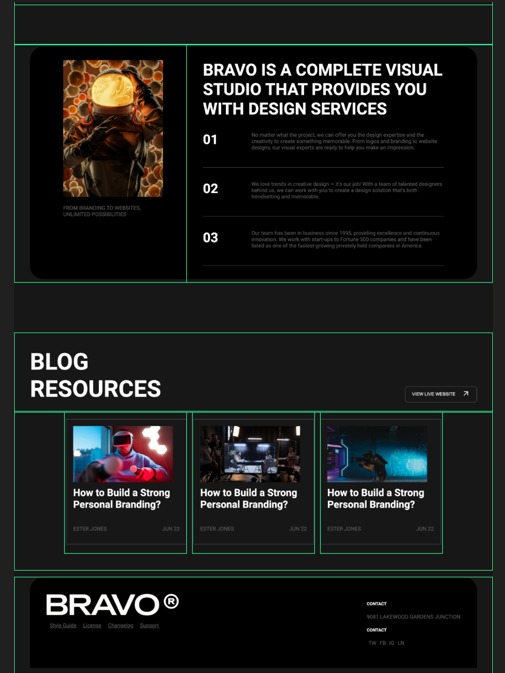 BRAVO IS A COMPLETE VISUAL
STUDIO THAT PROVIDES YOU
WITH DESIGN SERVICES
01
No matter what the project, we can offer you the design expertise and the
creativity to create something memorable. From logos and branding to website
designs, our visual experts are ready to help you make an impression.
02
We love trends in creative design — it's our job! With a team of talented designers
behind us, we can work with you to create a design solution that's both
trendsetting and memorable.
03
Our team has been in business since 1995, providing excellence and continuous
innovation. We work with start-ups to Fortune 500 companies and have been
listed as one of the fastest-growing privately held companies in America.
FROM BRANDING TO WEBSITES,
UNLIMITED POSSIBILITIES
BLOG
RESOURCES
VIEW LIVE WEBSITE
How to Build a Strong
Personal Branding?
ESTER JONES JUN 22
How to Build a Strong
Personal Branding?
ESTER JONES JUN 22
How to Build a Strong
Personal Branding?
ESTER JONES JUN 22
BRAVO ®
Style Guide License Changelog Support
CONTACT
9081 LAKEWOOD GARDENS JUNCTION
CONTACT
TW FB IG LN